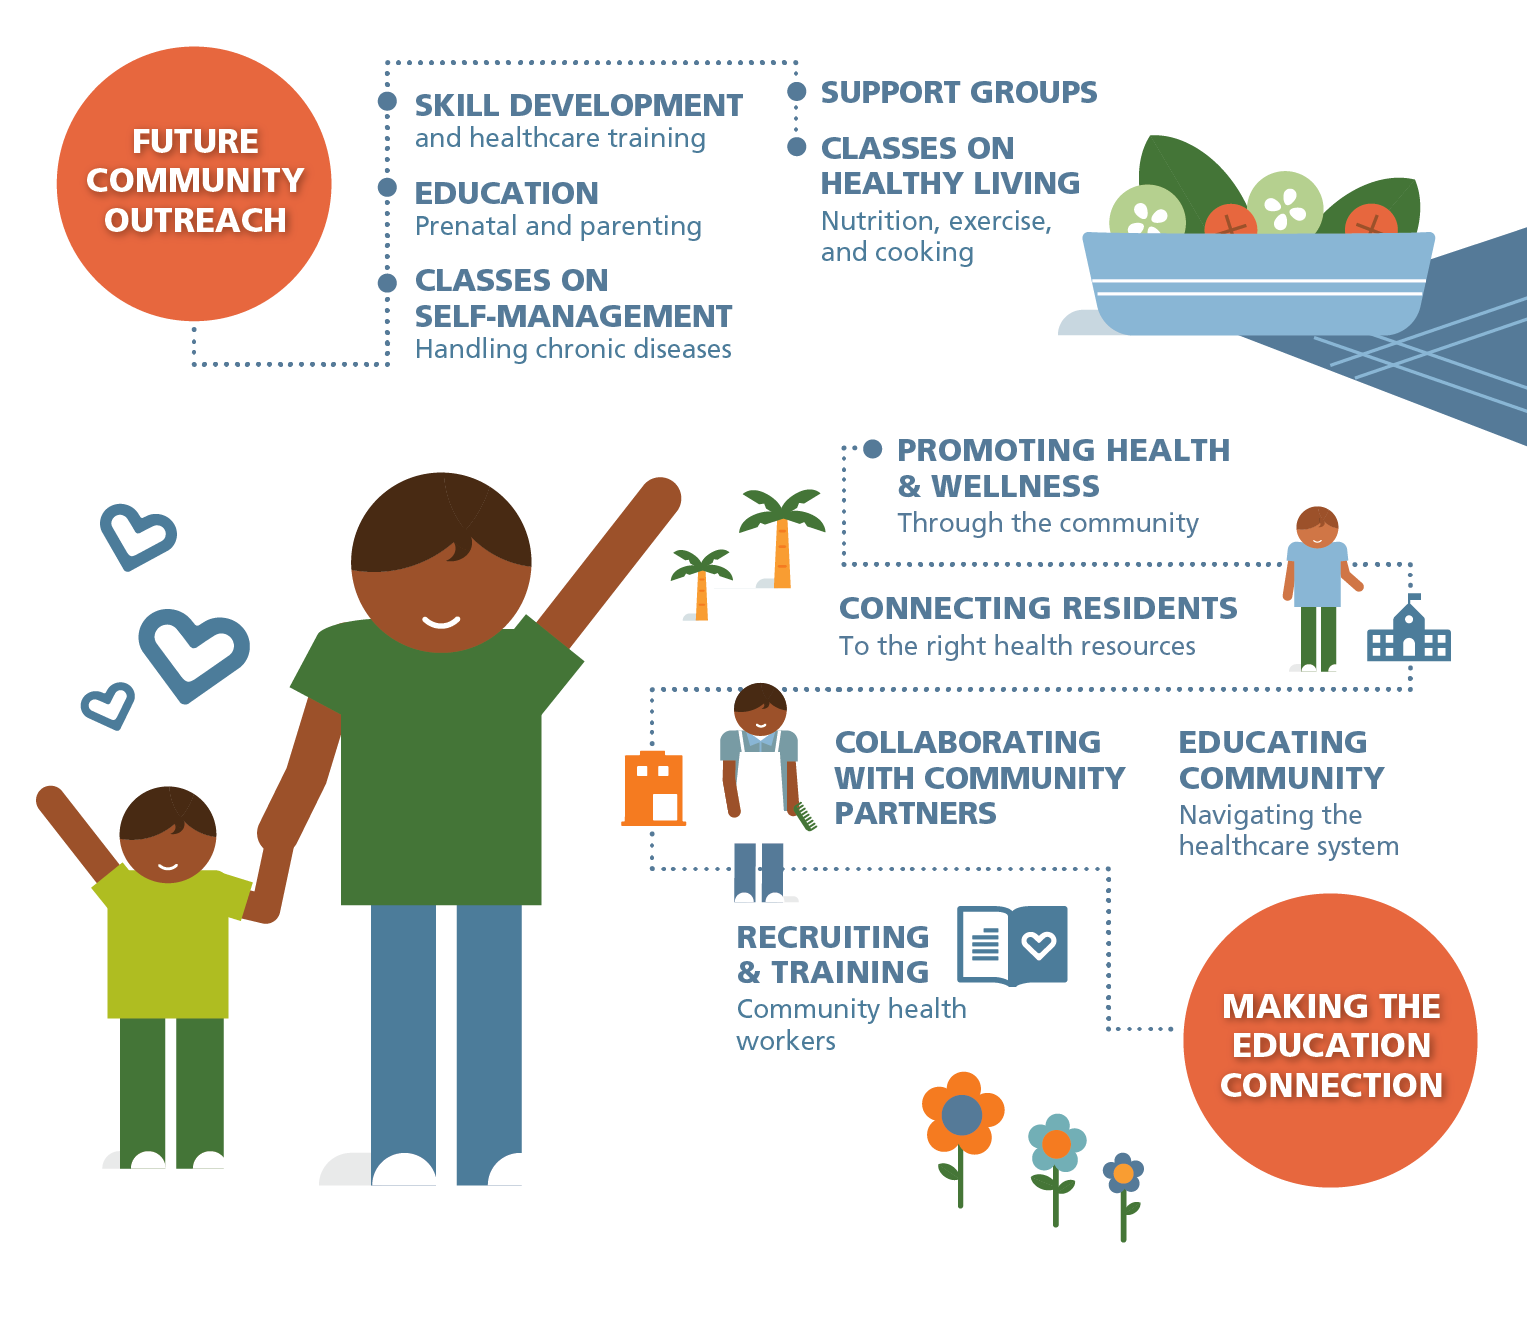 FUTURE
COMMUNITY
OUTREACH
SKILL DEVELOPMENT
and healthcare training
EDUCATION
Prenatal and parenting
CLASSES ON
SELF-MANAGEMENT
Handling chronic diseases
SUPPORT GROUPS
CLASSES ON
HEALTHY LIVING
Nutrition, exercise,
and cooking
PROMOTING HEALTH
& WELLNESS
Through the community
CONNECTING RESIDENTS
To the right health resources
COLLABORATING
WITH COMMUNITY
PARTNERS
EDUCATING
COMMUNITY
Navigating the
healthcare system
RECRUITING
& TRAINING
Community health
workers
MAKING THE
EDUCATION
CONNECTION